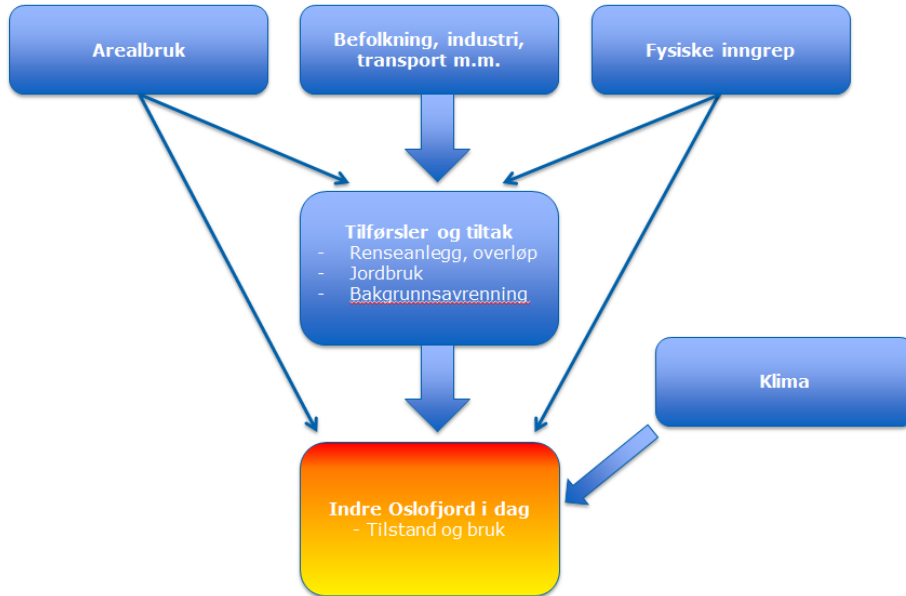 Arealbruk
Befolkning, industri,
transport m.m.
Fysiske inngrep
Tilførsler og tiltak
- Renseanlegg, overløp
- Jordbruk
- Bakgrunnsavrenning
Klima
Indre Oslofjord i dag
- Tilstand og bruk